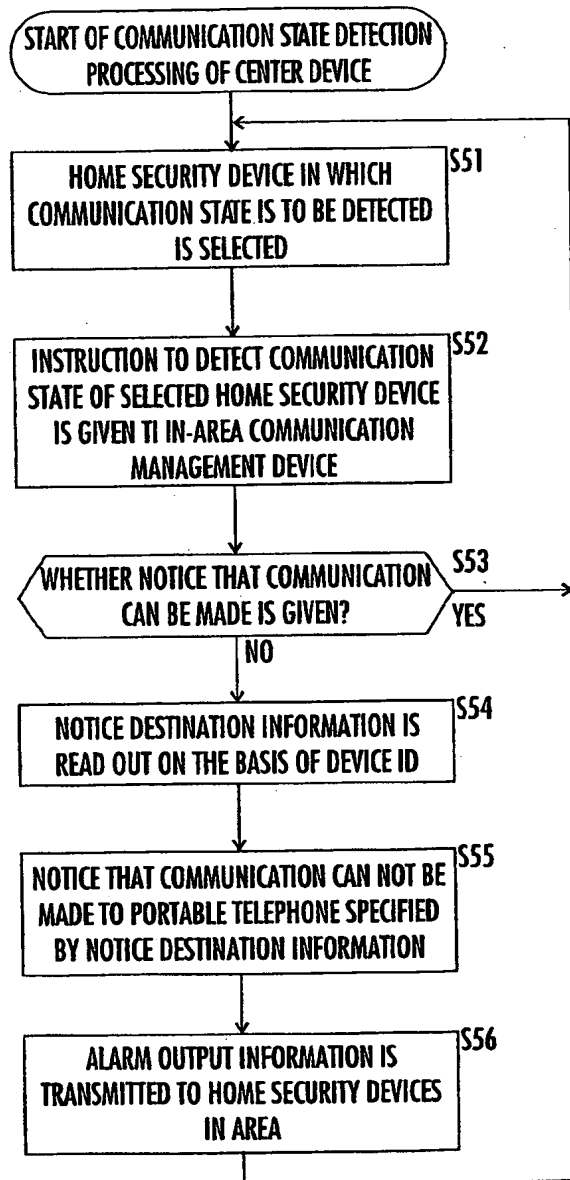 START OF COMMUNICATION STATE DETECTION
PROCESSING OF CENTER DEVICE
S51
HOME SECURITY DEVICE IN WHICH
COMMUNICATION STATE IS TO BE DETECTED
IS SELECTED
S52
INSTRUCTION TO DETECT COMMUNICATION
STATE OF SELECTED HOME SECURITY DEVICE
IS GIVEN TI IN-AREA COMMUNICATION
MANAGEMENT DEVICE
S53
WHETHER NOTICE THAT COMMUNICATION
CAN BE MADE IS GIVEN?
YES
NO
S54
NOTICE DESTINATION INFORMATION IS
READ OUT ON THE BASIS OF DEVICE ID
S55
NOTICE THAT COMMUNICATION CAN NOT BE
MADE TO PORTABLE TELEPHONE SPECIFIED
BY NOTICE DESTINATION INFORMATION
S56
ALARM OUTPUT INFORMATION IS
TRANSMITTED TO HOME SECURITY DEVICES
IN AREA